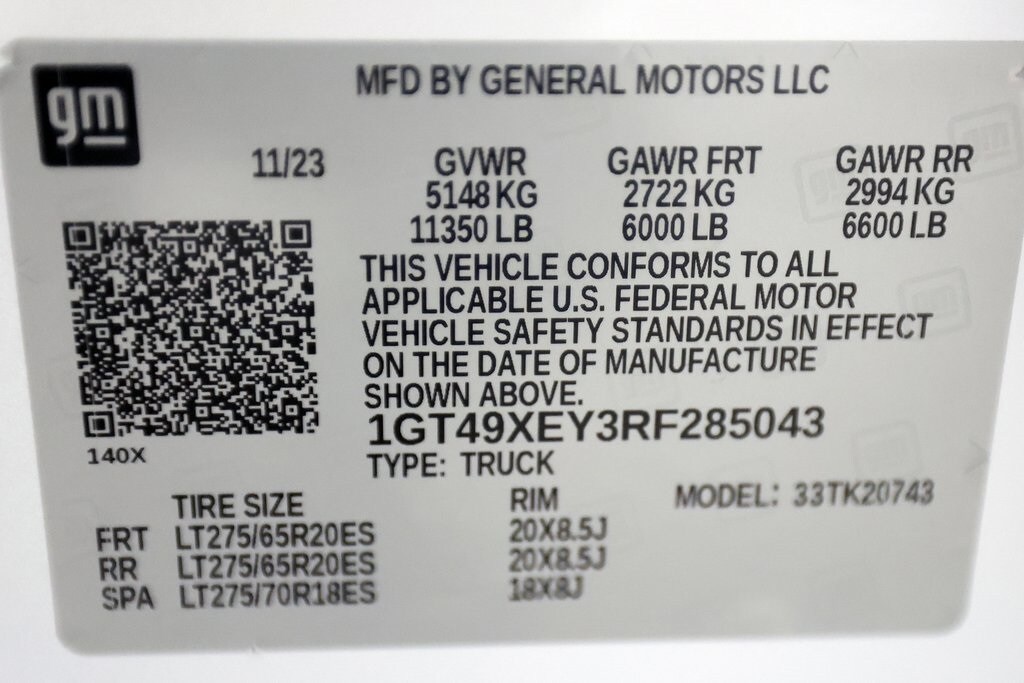 gm
MFD BY GENERAL MOTORS LLC
11/23 GVWR GAWR FRT GAWR RR
5148 KG 2722 KG 2994 KG
11350 LB 6000 LB 6600 LB
THIS VEHICLE CONFORMS TO ALL
APPLICABLE U.S. FEDERAL MOTOR
VEHICLE SAFETY STANDARDS IN EFFECT
ON THE DATE OF MANUFACTURE
SHOWN ABOVE.
1GT49XEY3RF285043
140X
TYPE: TRUCK
TIRE SIZE RIM MODEL: 33TK20743
FRT LT275/65R20ES 20X8.5J
RR LT275/65R20ES 20X8.5J
SPA LT275/70R18ES 18X8J